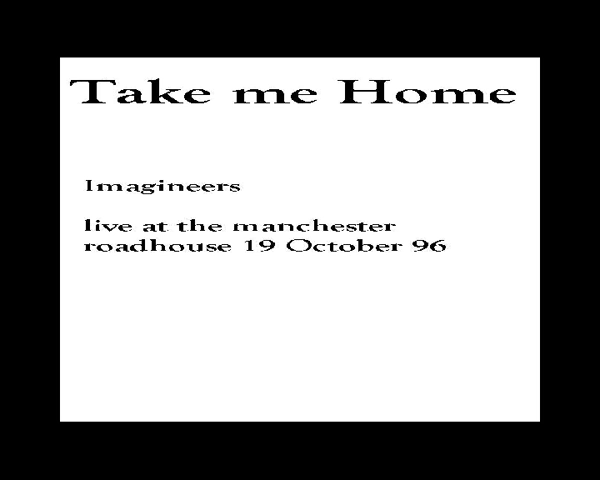 Take me Home
Imagineers
live at the manchester
roadhouse 19 October 96